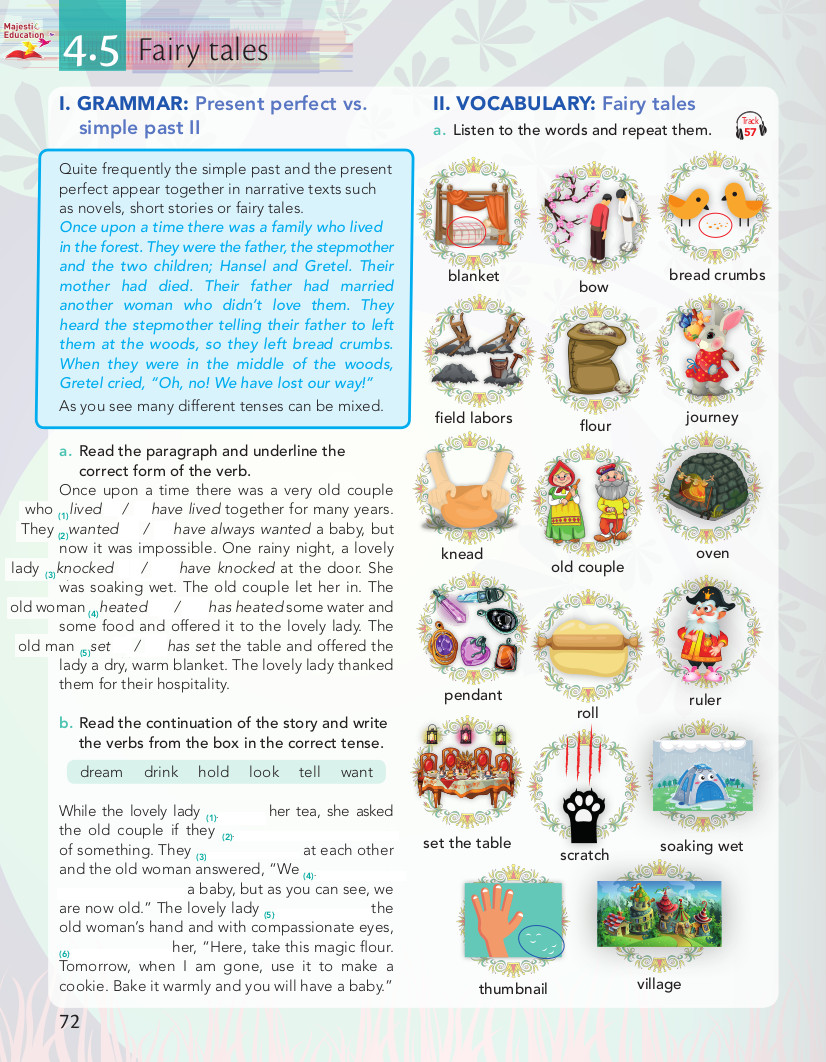 Majestic
Education
4.5 Fairy tales
I. GRAMMAR: Present perfect vs.
simple past II
Quite frequently the simple past and the present
perfect appear together in narrative texts such
as novels, short stories or fairy tales.
Once upon a time there was a family who lived
in the forest. They were the father, the stepmother
and the two children; Hansel and Gretel. Their
mother had died. Their father had married
another woman who didn't love them. They
heard the stepmother telling their father to left
them at the woods, so they left bread crumbs.
When they were in the middle of the woods,
Gretel cried, "Oh, no! We have lost our way!"
As you see many different tenses can be mixed.
a. Read the paragraph and underline the
correct form of the verb.
Once upon a time there was a very old couple
who (1) lived / have lived together for many years.
They (2) wanted / have always wanted a baby, but
now it was impossible. One rainy night, a lovely
lady (3) knocked / have knocked at the door. She
was soaking wet. The old couple let her in. The
old woman (4) heated / has heated some water and
some food and offered it to the lovely lady. The
old man (5) set / has set the table and offered the
lady a dry, warm blanket. The lovely lady thanked
them for their hospitality.
b. Read the continuation of the story and write
the verbs from the box in the correct tense.
dream drink hold look tell want
While the lovely lady (1) her tea, she asked
the old couple if they (2)
of something. They (3) at each other
and the old woman answered, "We (4)
a baby, but as you can see, we
are now old." The lovely lady (5) the
old woman's hand and with compassionate eyes,
(6) her, "Here, take this magic flour.
Tomorrow, when I am gone, use it to make a
cookie. Bake it warmly and you will have a baby."
72
II. VOCABULARY: Fairy tales
a. Listen to the words and repeat them.
Track
57
blanket
bow
bread crumbs
field labors
flour
journey
knead
old couple
oven
pendant
roll
ruler
set the table
scratch
soaking wet
thumbnail
village